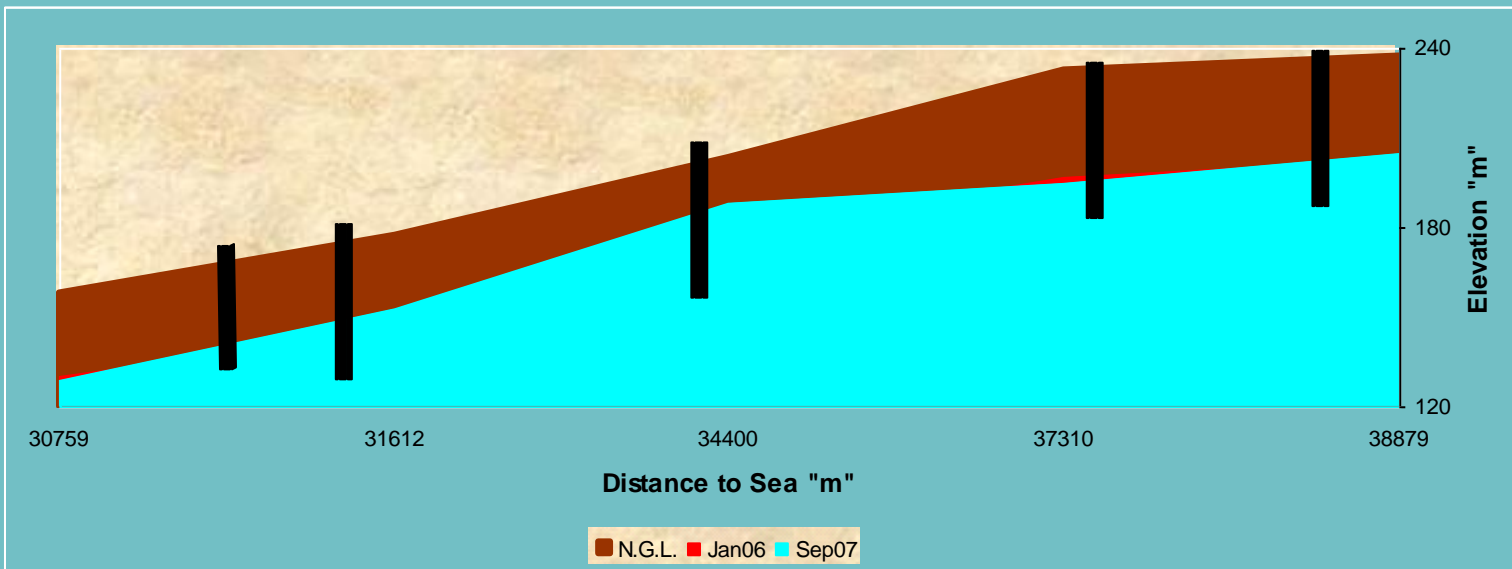 240
180
120
Elevation "m"
30759 31612 34400 37310 38879
Distance to Sea "m"
N.G.L. Jan06 Sep07